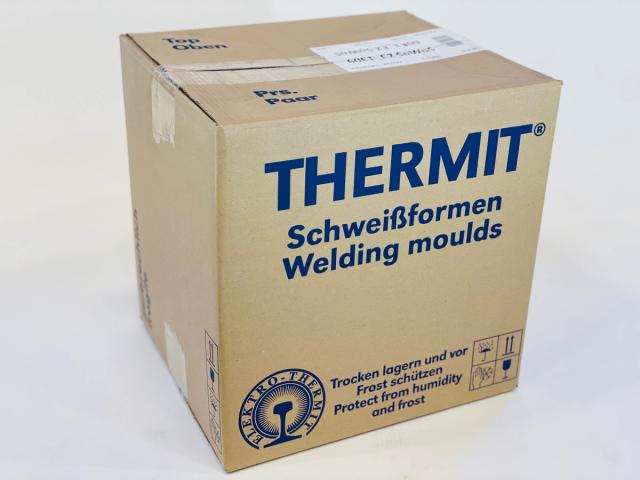 Top
Oben
Prs.
Paar
THERMIT®
Schweißformen
Welding moulds
Trocken lagern und vor
Frost schützen
Protect from humidity
and frost
ELEKTRO-THERMIT